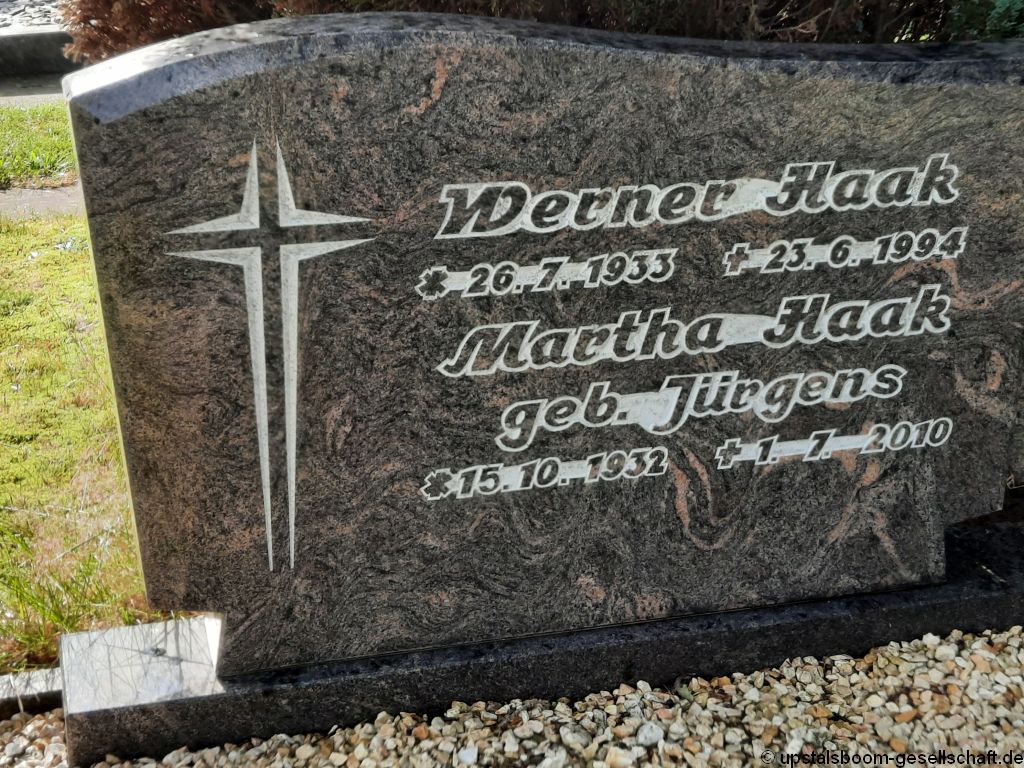 Werner Haak
* 26.7.1933 † 23.6.1994
Martha Haak
geb. Jürgens
*15.10.1932 † 1.7.2010
© upstalsboom-gesellschaft.de